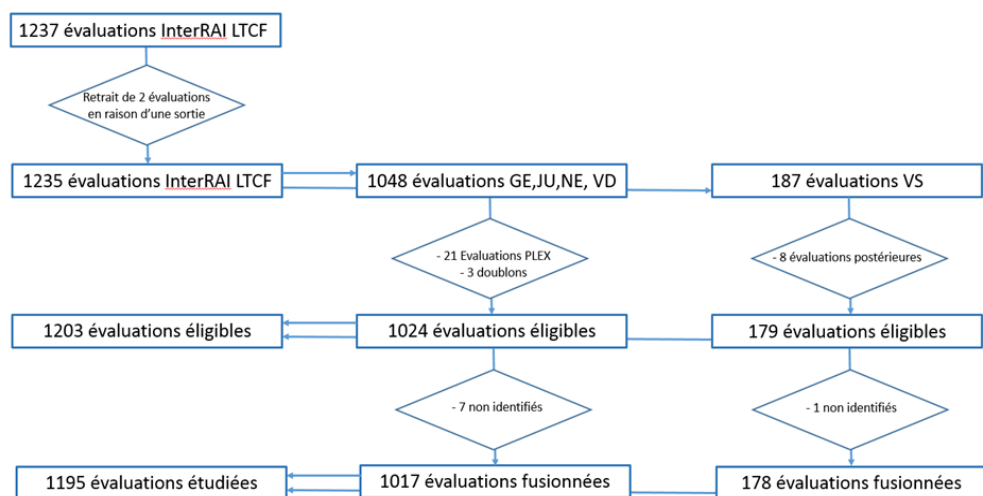 1237 évaluations InterRAI LTCF
Retrait de 2 évaluations
en raison d'une sortie
1235 évaluations InterRAI LTCF
1048 évaluations GE,JU,NE, VD
187 évaluations VS
- 21 Evaluations PLEX
- 3 doublons
- 8 évaluations postérieures
1203 évaluations éligibles
1024 évaluations éligibles
179 évaluations éligibles
- 7 non identifiés
- 1 non identifiés
1195 évaluations étudiées
1017 évaluations fusionnées
178 évaluations fusionnées